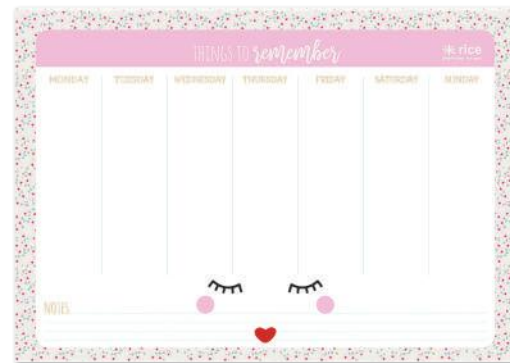 THINGS TO remember
rice
MONDAY TUESDAY WEDNESDAY THURSDAY FRIDAY SATURDAY SUNDAY
NOTES